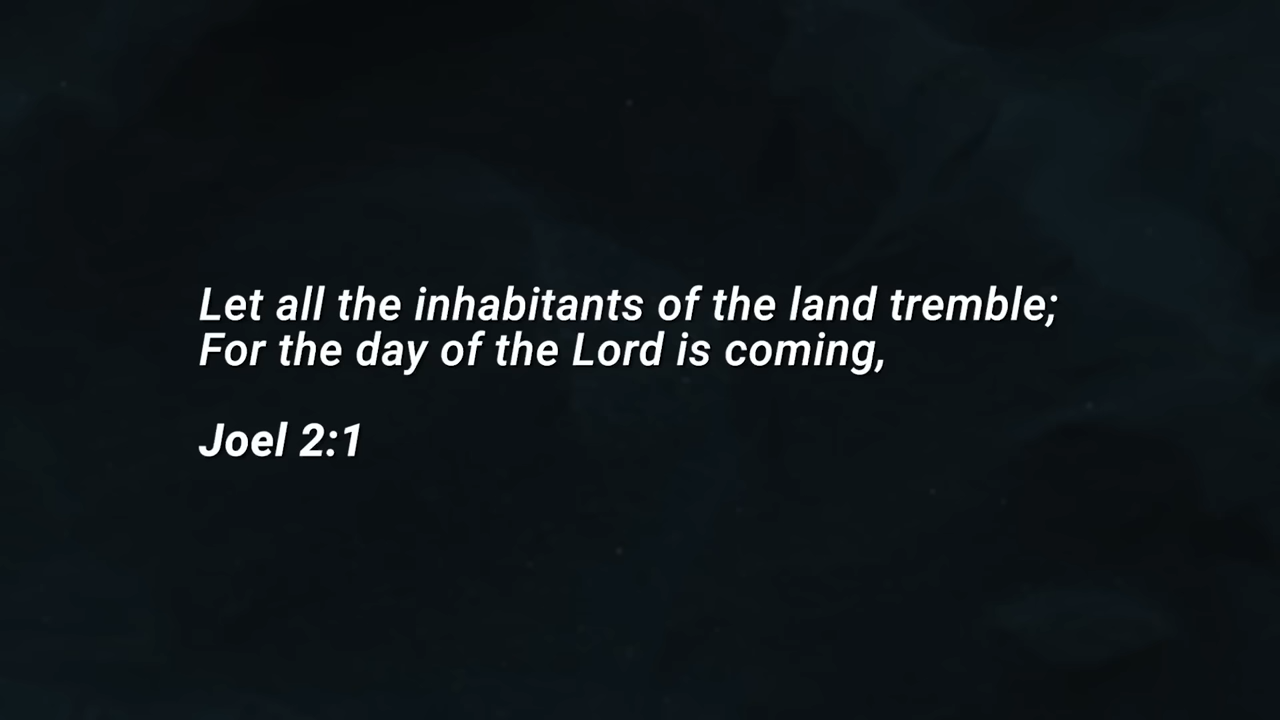 Let all the inhabitants of the land tremble;
For the day of the Lord is coming,
Joel 2:1